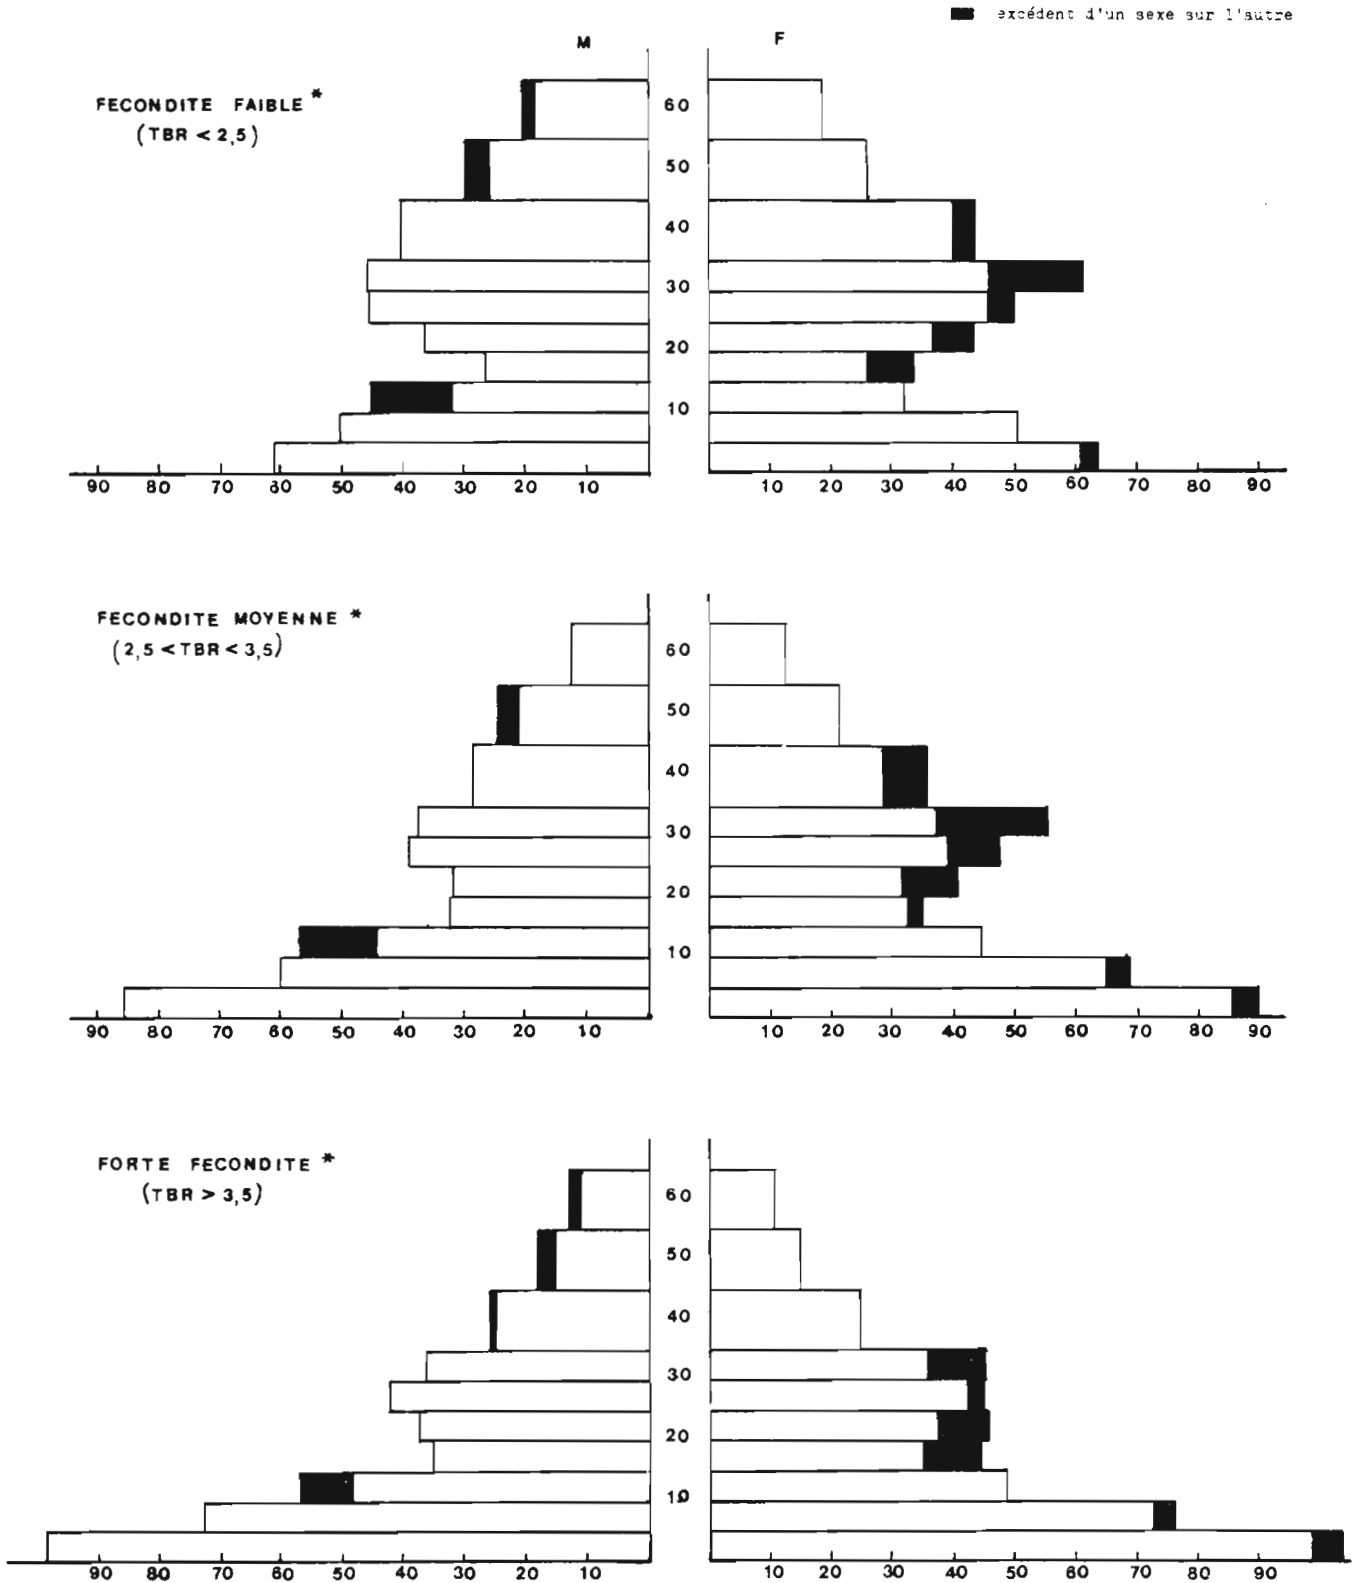 excédent d'un sexe sur l'autre
M F
FECONDITE FAIBLE *
(TBR < 2,5)
60
50
40
30
20
10
90 80 70 60 50 40 30 20 10
10 20 30 40 50 60 70 80 90
FECONDITE MOYENNE *
(2,5 < TBR < 3,5)
60
50
40
30
20
10
90 80 70 60 50 40 30 20 10
10 20 30 40 50 60 70 80 90
FORTE FECONDITE *
(TBR > 3,5)
60
50
40
30
20
10
90 80 70 60 50 40 30 20 10
10 20 30 40 50 60 70 80 90